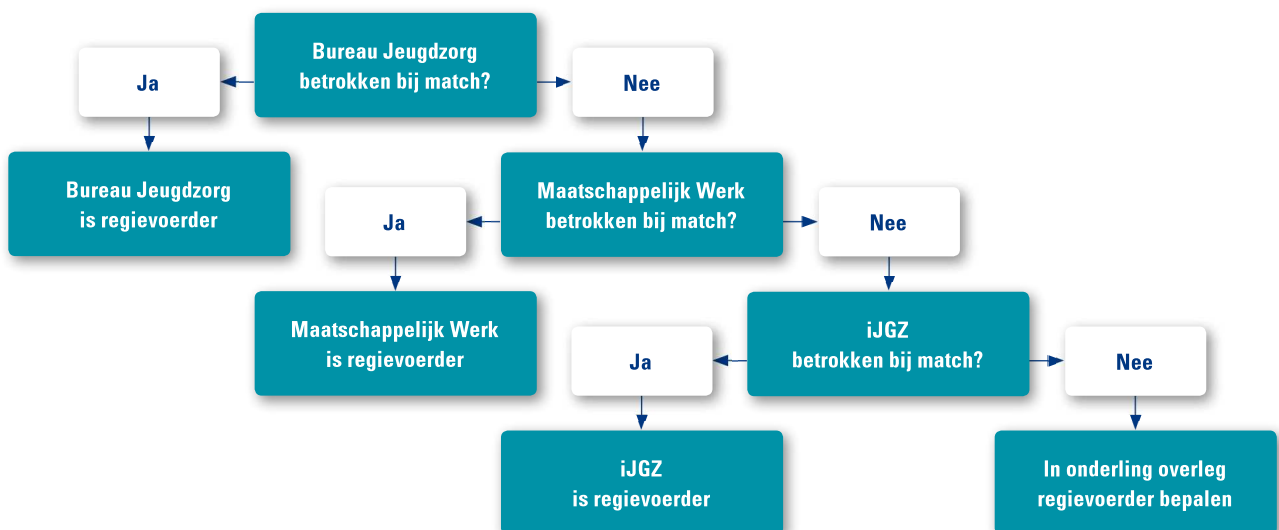 Bureau Jeugdzorg
betrokken bij match?
Ja
Nee
Bureau Jeugdzorg
is regievoerder
Maatschappelijk Werk
betrokken bij match?
Ja
Nee
Maatschappelijk Werk
is regievoerder
iJGZ
betrokken bij match?
Ja
Nee
iJGZ
is regievoerder
In onderling overleg
regievoerder bepalen